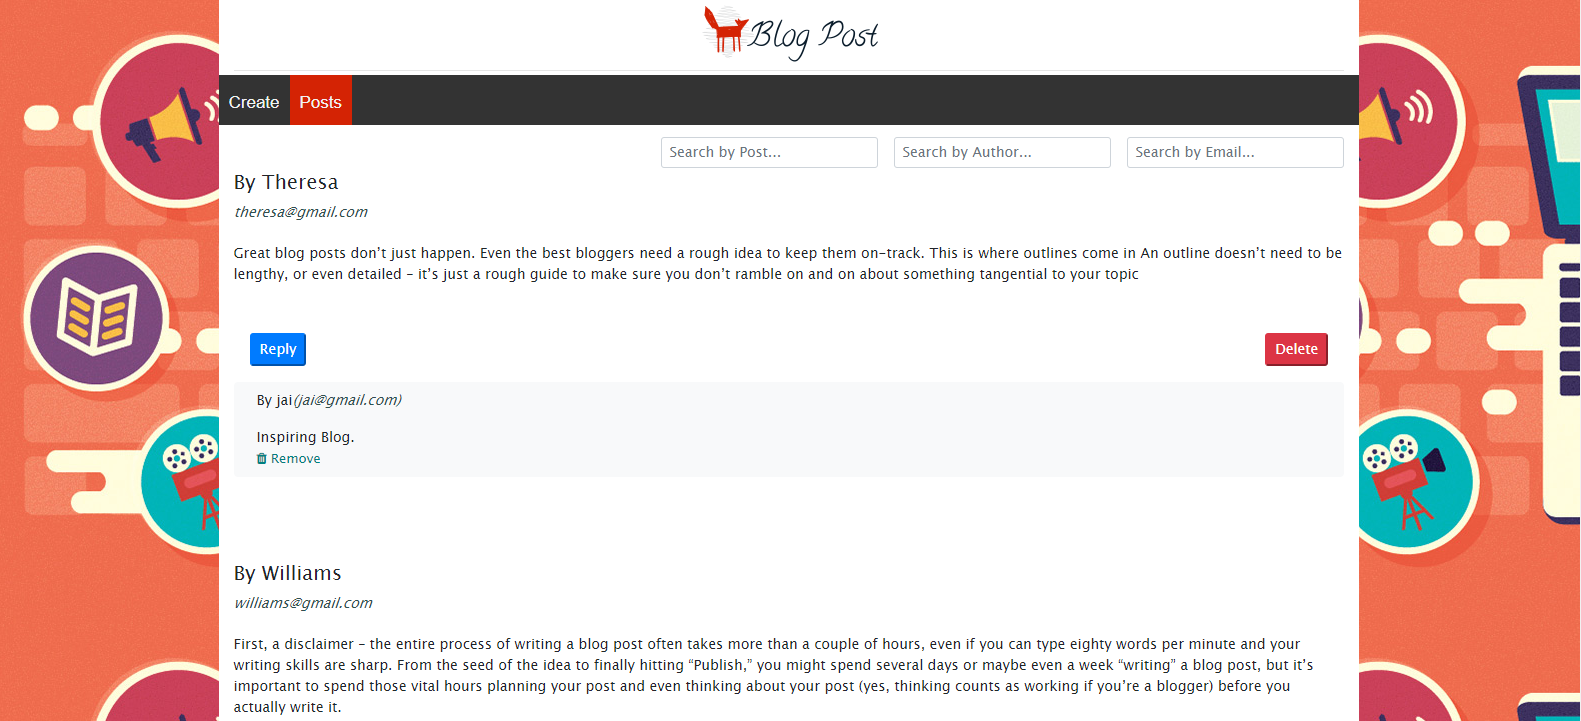 Blog Post
Create Posts
Search by Post... Search by Author... Search by Email...
By Theresa
theresa@gmail.com
Great blog posts don’t just happen. Even the best bloggers need a rough idea to keep them on-track. This is where outlines come in An outline doesn’t need to be
lengthy, or even detailed – it’s just a rough guide to make sure you don’t ramble on and on about something tangential to your topic
Reply Delete
By jai(jai@gmail.com)
Inspiring Blog.
Remove
By Williams
williams@gmail.com
First, a disclaimer – the entire process of writing a blog post often takes more than a couple of hours, even if you can type eighty words per minute and your
writing skills are sharp. From the seed of the idea to finally hitting “Publish,” you might spend several days or maybe even a week “writing” a blog post, but it’s
important to spend those vital hours planning your post and even thinking about your post (yes, thinking counts as working if you’re a blogger) before you
actually write it.